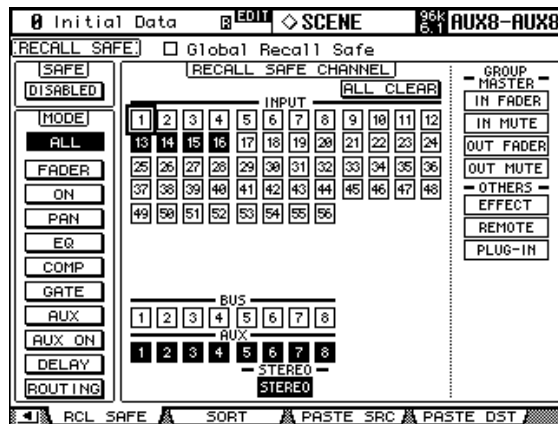 0 Initial Data EDIT SCENE 96k 6.1 AUX8-AUX8
RECALL SAFE Global Recall Safe
SAFE
DISABLED
MODE
ALL
FADER
ON
PAN
EQ
COMP
GATE
AUX
AUX ON
DELAY
ROUTING
RECALL SAFE CHANNEL
ALL CLEAR
INPUT
1 2 3 4 5 6 7 8 9 10 11 12
13 14 15 16 17 18 19 20 21 22 23 24
25 26 27 28 29 30 31 32 33 34 35 36
37 38 39 40 41 42 43 44 45 46 47 48
49 50 51 52 53 54 55 56
BUS
1 2 3 4 5 6 7 8
AUX
1 2 3 4 5 6 7 8
STEREO
STEREO
GROUP
MASTER
IN FADER
IN MUTE
OUT FADER
OUT MUTE
OTHERS
EFFECT
REMOTE
PLUG-IN
RCL SAFE SORT PASTE SRC PASTE DST